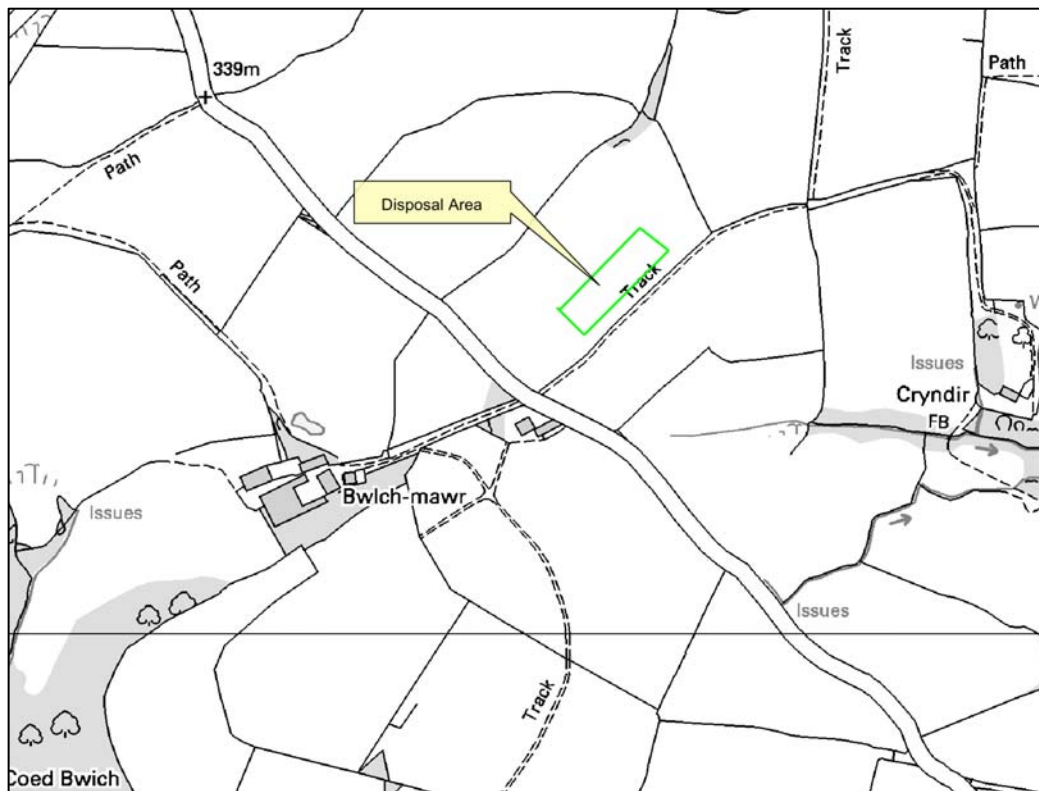 339m
Track
Path
Path
Disposal Area
Path
Track
Issues
Cryndir
FB
Bwlch-mawr
Issues
Issues
Track
Coed Bwich